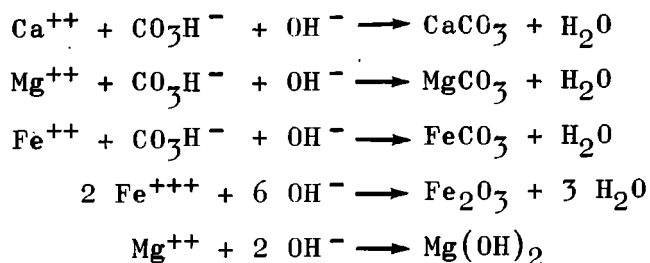 Ca⁺⁺ + CO₃H⁻ + OH⁻ ⟶ CaCO₃ + H₂O
Mg⁺⁺ + CO₃H⁻ + OH⁻ ⟶ MgCO₃ + H₂O
Fe⁺⁺ + CO₃H⁻ + OH⁻ ⟶ FeCO₃ + H₂O
2 Fe⁺⁺⁺ + 6 OH⁻ ⟶ Fe₂O₃ + 3 H₂O
Mg⁺⁺ + 2 OH⁻ ⟶ Mg(OH)₂